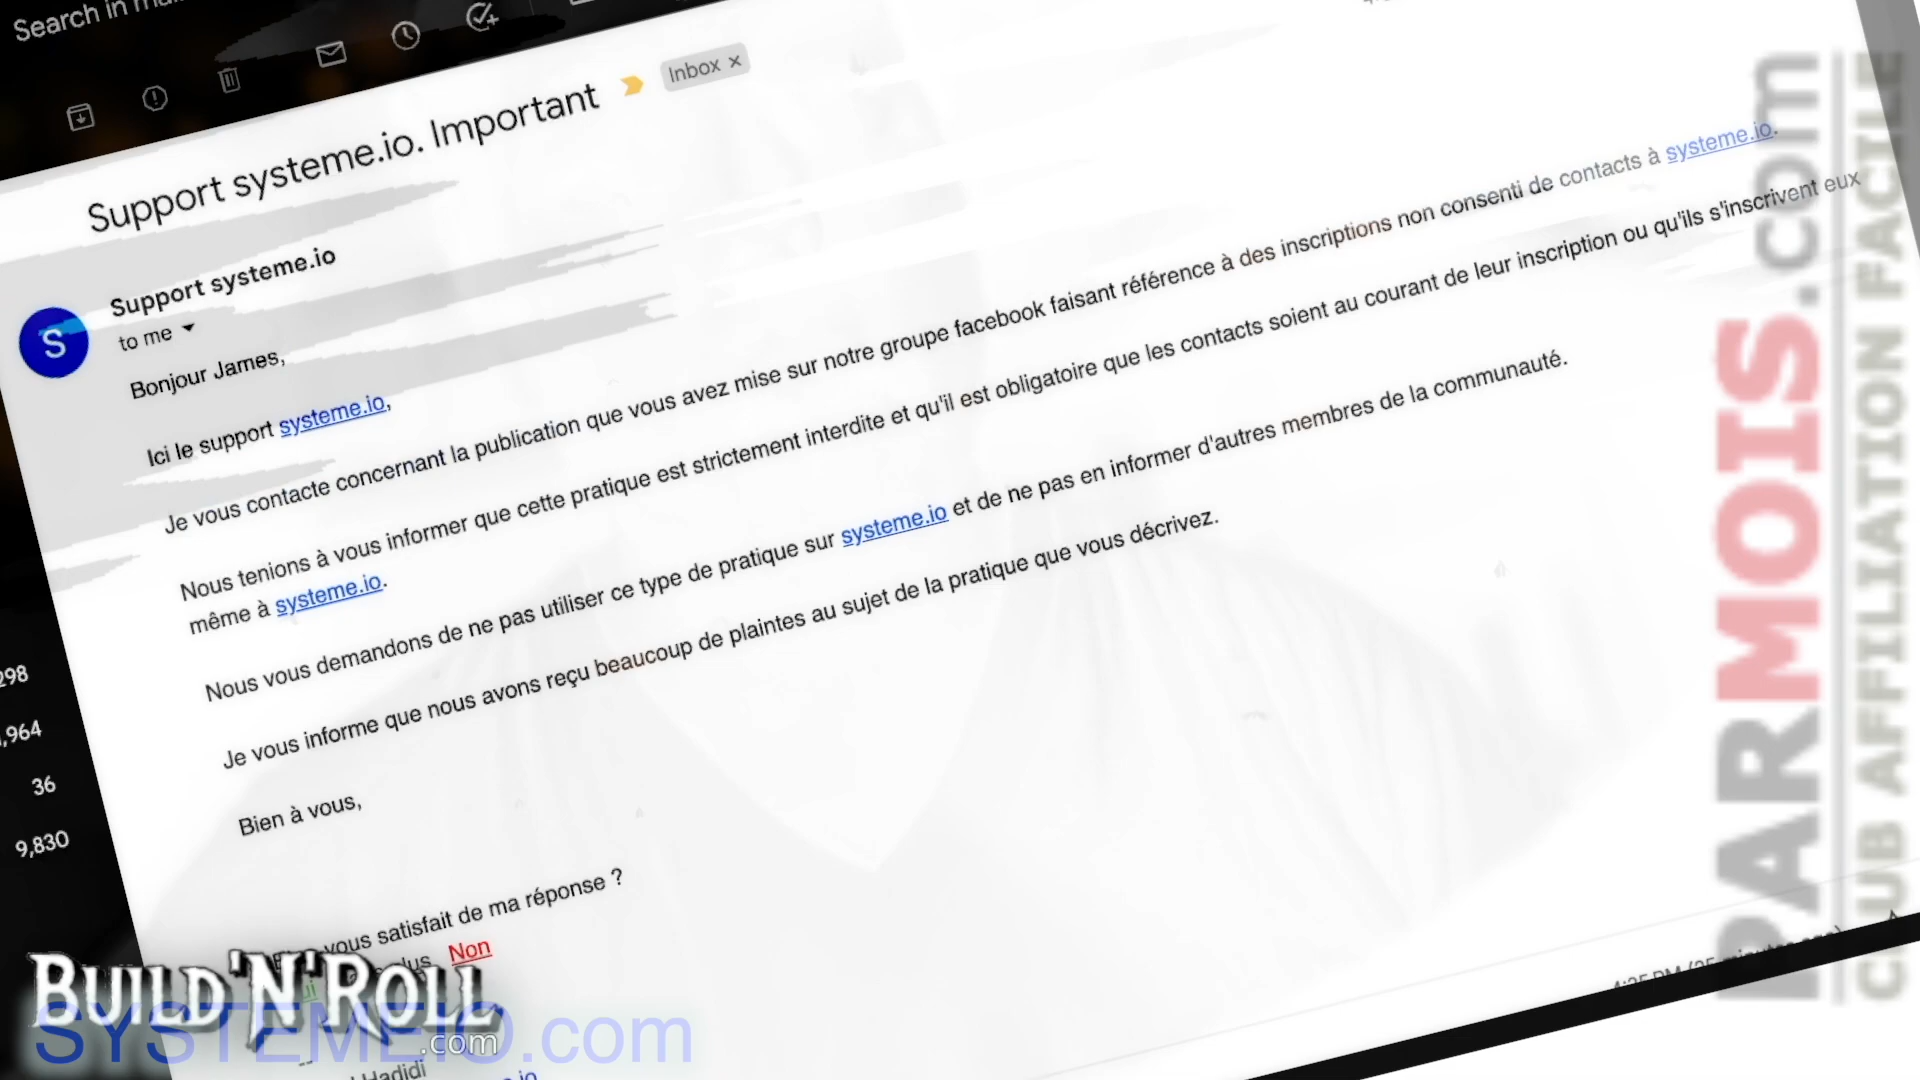 Search in
Support systeme.io. Important
Inbox ×
Support systeme.io
to me
S
Bonjour James,
Ici le support systeme.io,
Je vous contacte concernant la publication que vous avez mise sur notre groupe facebook faisant référence à des inscriptions non consenti de contacts à systeme.io.
Nous tenions à vous informer que cette pratique est strictement interdite et qu'il est obligatoire que les contacts soient au courant de leur inscription ou qu'ils s'inscrivent eux
même à systeme.io.
Nous vous demandons de ne pas utiliser ce type de pratique sur systeme.io et de ne pas en informer d'autres membres de la communauté.
Je vous informe que nous avons reçu beaucoup de plaintes au sujet de la pratique que vous décrivez.
Bien à vous,
vous satisfait de ma réponse ?
Non
298
,964
36
9,830
Hadidi
BUILD'N'ROLL
.com
SYSTEMEIO.com
PARMOIS.com
CLUB AFFILIATION FACILE